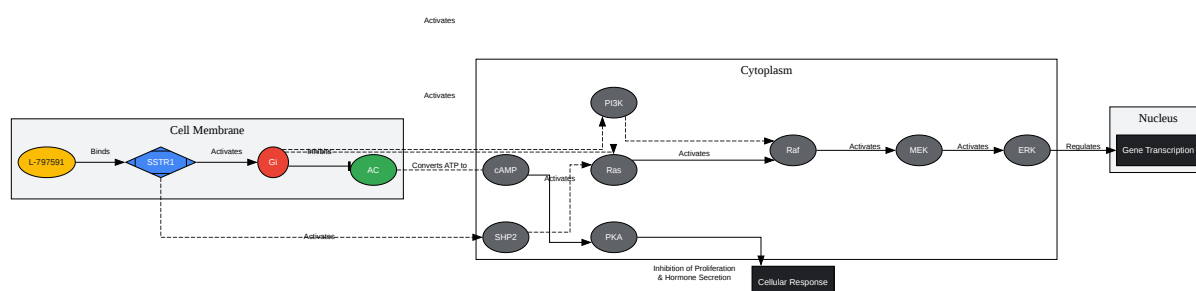 Activates
Cytoplasm
Activates
PI3K
Nucleus
Cell Membrane
L-797591
Binds
SSTR1
Activates
Gi
Inhibits
AC
Converts ATP to
cAMP
Activates
Ras
Activates
Raf
Activates
MEK
Activates
ERK
Regulates
Gene Transcription
Activates
SHP2
PKA
Inhibition of Proliferation
& Hormone Secretion
Cellular Response